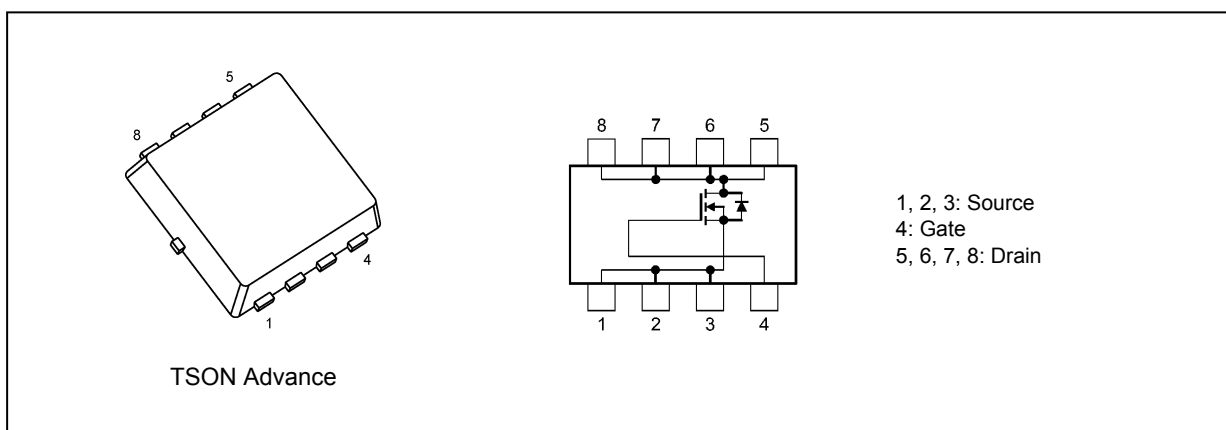 5
8
4
1
TSON Advance
8 7 6 5
1 2 3 4
1, 2, 3: Source
4: Gate
5, 6, 7, 8: Drain